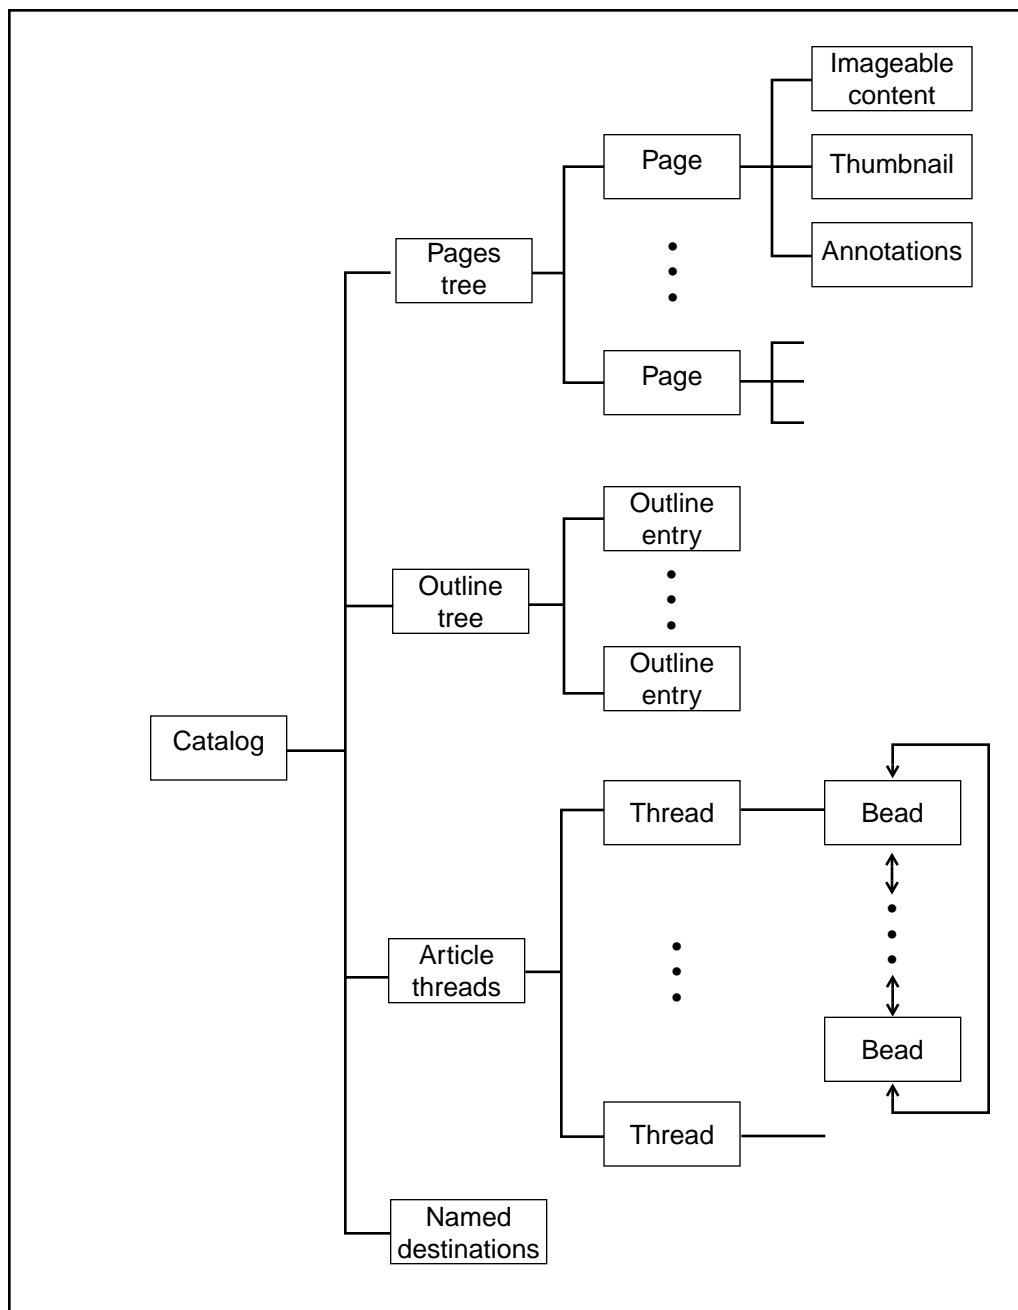 Imageable
content
Page
Thumbnail
Pages
tree
Annotations
Page
Outline
entry
Outline
tree
Outline
entry
Catalog
Thread
Bead
Article
threads
Bead
Thread
Named
destinations